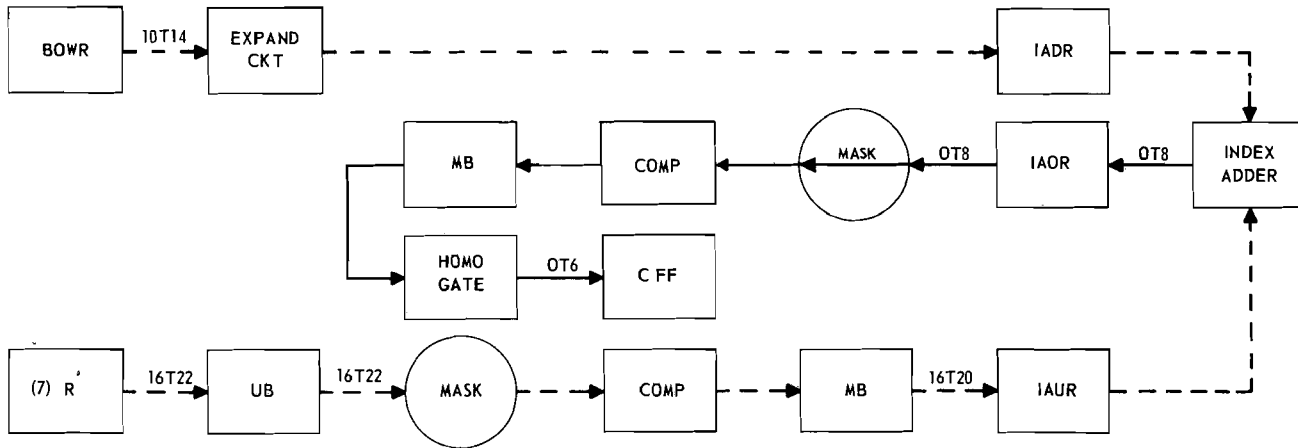 10T14
BOWR
EXPAND
CKT
IADR
MB
COMP
MASK
OT8
IAOR
OT8
INDEX
ADDER
HOMO
GATE
OT6
C FF
(7) R
16T22
UB
16T22
MASK
COMP
MB
16T20
IAUR